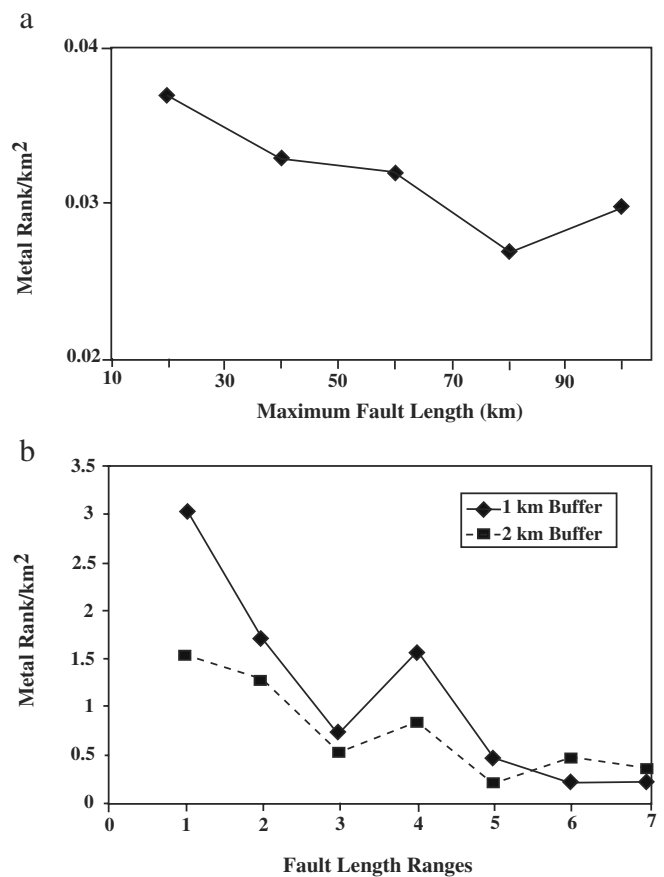 a
0.04
0.03
0.02
Metal Rank/km²
10 30 50 70 90
Maximum Fault Length (km)
b
3.5
3
2.5
2
1.5
1
0.5
0
Metal Rank/km²
1 km Buffer
2 km Buffer
0 1 2 3 4 5 6 7
Fault Length Ranges